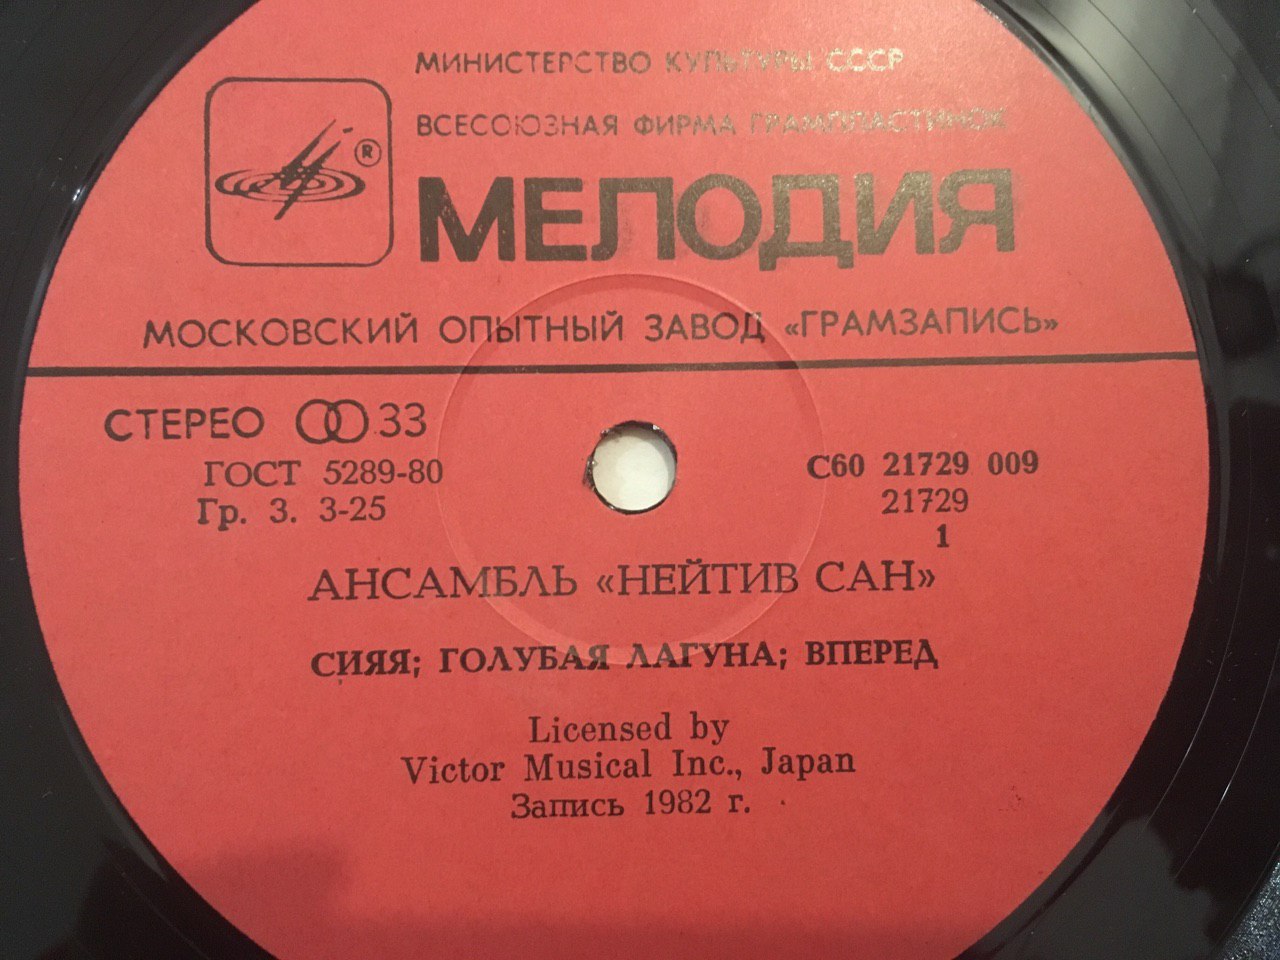 МИНИСТЕРСТВО КУЛЬТУРЫ СССР
ВСЕСОЮЗНАЯ ФИРМА ГРАМПЛАСТИНОК
®
МЕЛОДИЯ
МОСКОВСКИЙ ОПЫТНЫЙ ЗАВОД «ГРАМЗАПИСЬ»
СТЕРЕО 33
ГОСТ 5289-80
Гр. 3. 3-25
С60 21729 009
21729
1
АНСАМБЛЬ «НЕЙТИВ САН»
СИЯЯ; ГОЛУБАЯ ЛАГУНА; ВПЕРЕД
Licensed by
Victor Musical Inc., Japan
Запись 1982 г.